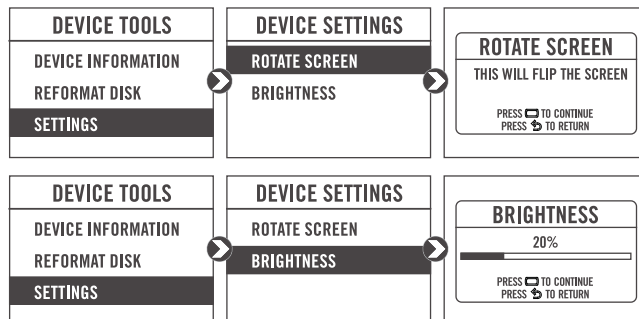 DEVICE TOOLS
DEVICE INFORMATION
REFORMAT DISK
SETTINGS
DEVICE SETTINGS
ROTATE SCREEN
BRIGHTNESS
ROTATE SCREEN
THIS WILL FLIP THE SCREEN
PRESS TO CONTINUE
PRESS TO RETURN
DEVICE TOOLS
DEVICE INFORMATION
REFORMAT DISK
SETTINGS
DEVICE SETTINGS
ROTATE SCREEN
BRIGHTNESS
BRIGHTNESS
20%
PRESS TO CONTINUE
PRESS TO RETURN